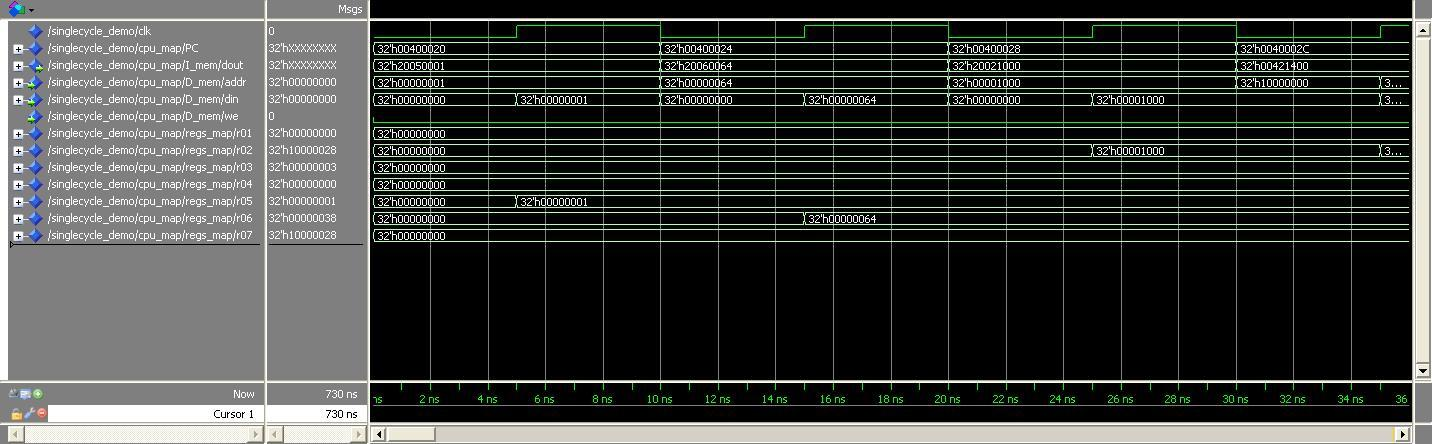 Msgs
/singlecycle_demo/clk 0
/singlecycle_demo/cpu_map/PC 32'hXXXXXXXX 32'h00400020 32'h00400024 32'h00400028 32'h0040002C
/singlecycle_demo/cpu_map/I_mem/dout 32'hXXXXXXXX 32'h20050001 32'h20060064 32'h20021000 32'h00421400
/singlecycle_demo/cpu_map/D_mem/addr 32'h00000000 32'h00000001 32'h00000064 32'h00001000 32'h10000000 3...
/singlecycle_demo/cpu_map/D_mem/din 32'h00000000 32'h00000000 32'h00000001 32'h00000000 32'h00000064 32'h00000000 32'h00001000 3...
/singlecycle_demo/cpu_map/D_mem/we 0
/singlecycle_demo/cpu_map/regs_map/r01 32'h00000000 32'h00000000
/singlecycle_demo/cpu_map/regs_map/r02 32'h10000028 32'h00000000 32'h00001000 3...
/singlecycle_demo/cpu_map/regs_map/r03 32'h00000003 32'h00000000
/singlecycle_demo/cpu_map/regs_map/r04 32'h00000000 32'h00000000
/singlecycle_demo/cpu_map/regs_map/r05 32'h00000001 32'h00000000 32'h00000001
/singlecycle_demo/cpu_map/regs_map/r06 32'h00000038 32'h00000000 32'h00000064
/singlecycle_demo/cpu_map/regs_map/r07 32'h10000028 32'h00000000
Now 730 ns ns 2 ns 4 ns 6 ns 8 ns 10 ns 12 ns 14 ns 16 ns 18 ns 20 ns 22 ns 24 ns 26 ns 28 ns 30 ns 32 ns 34 ns 36
Cursor 1 730 ns